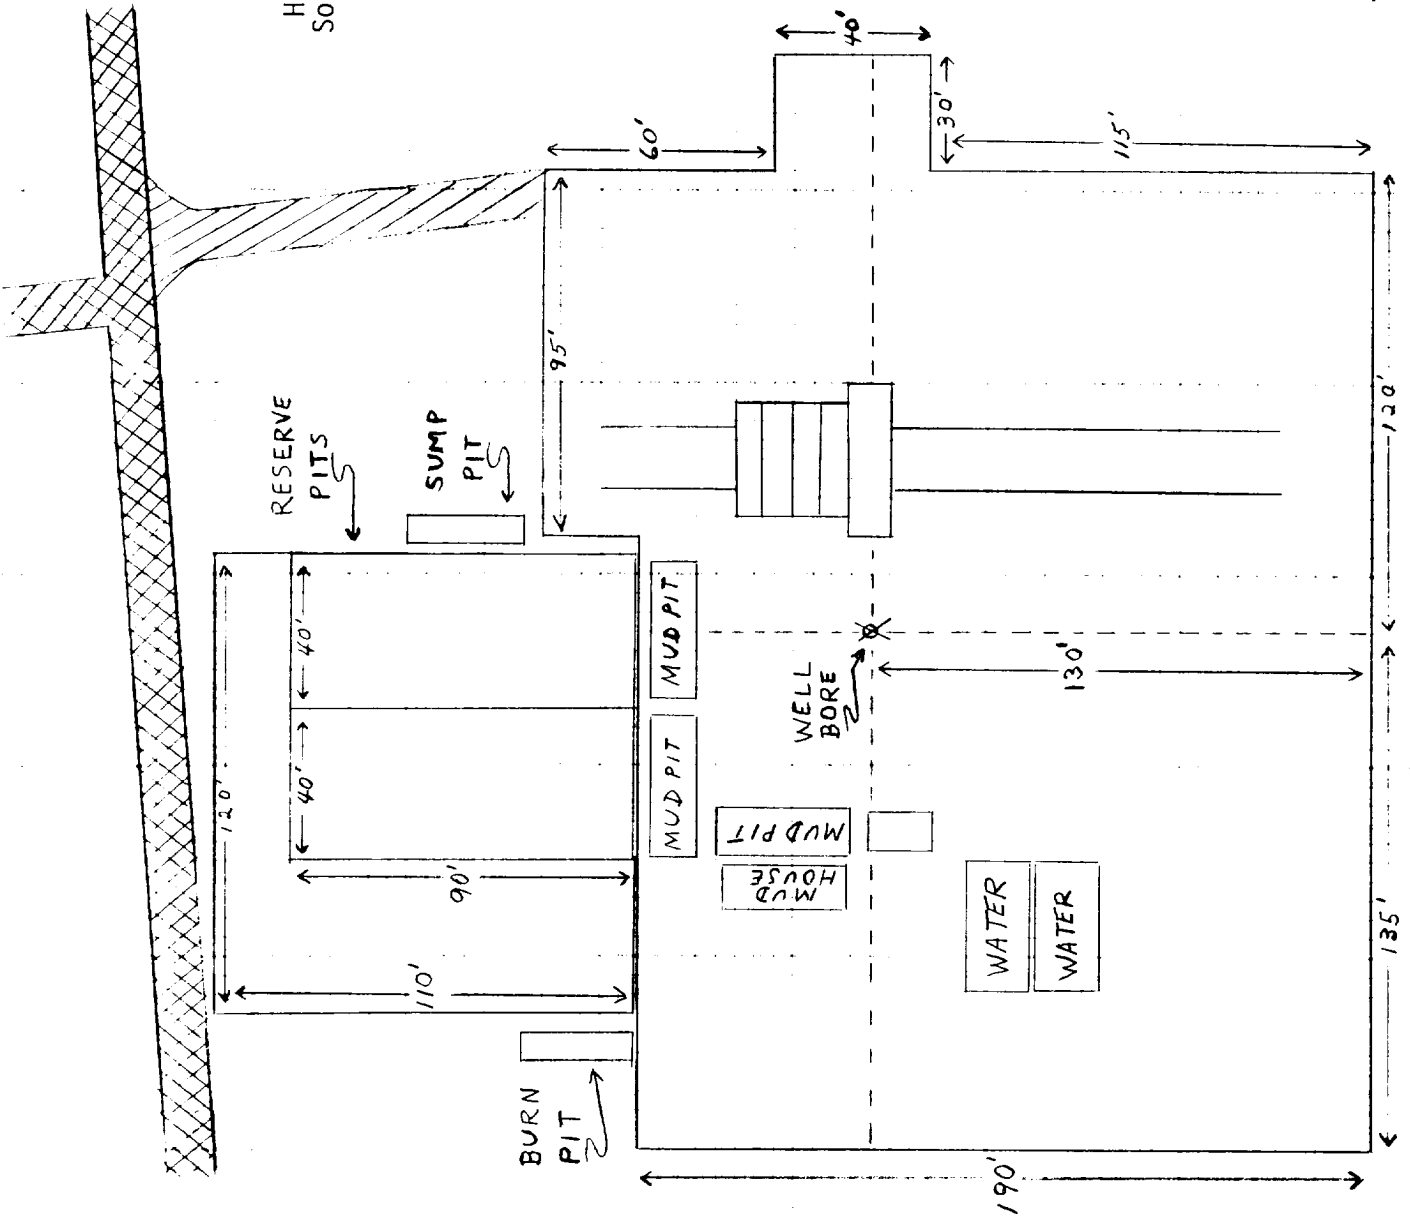 H
SO
40'
30'
60'
115'
95'
120'
RESERVE
PITS
SUMP
PIT
40'
40'
120'
90'
110'
MUD PIT
MUD PIT
MUD PIT
MUD
HOUSE
WELL
BORE
130'
WATER
WATER
135'
BURN
PIT
190'